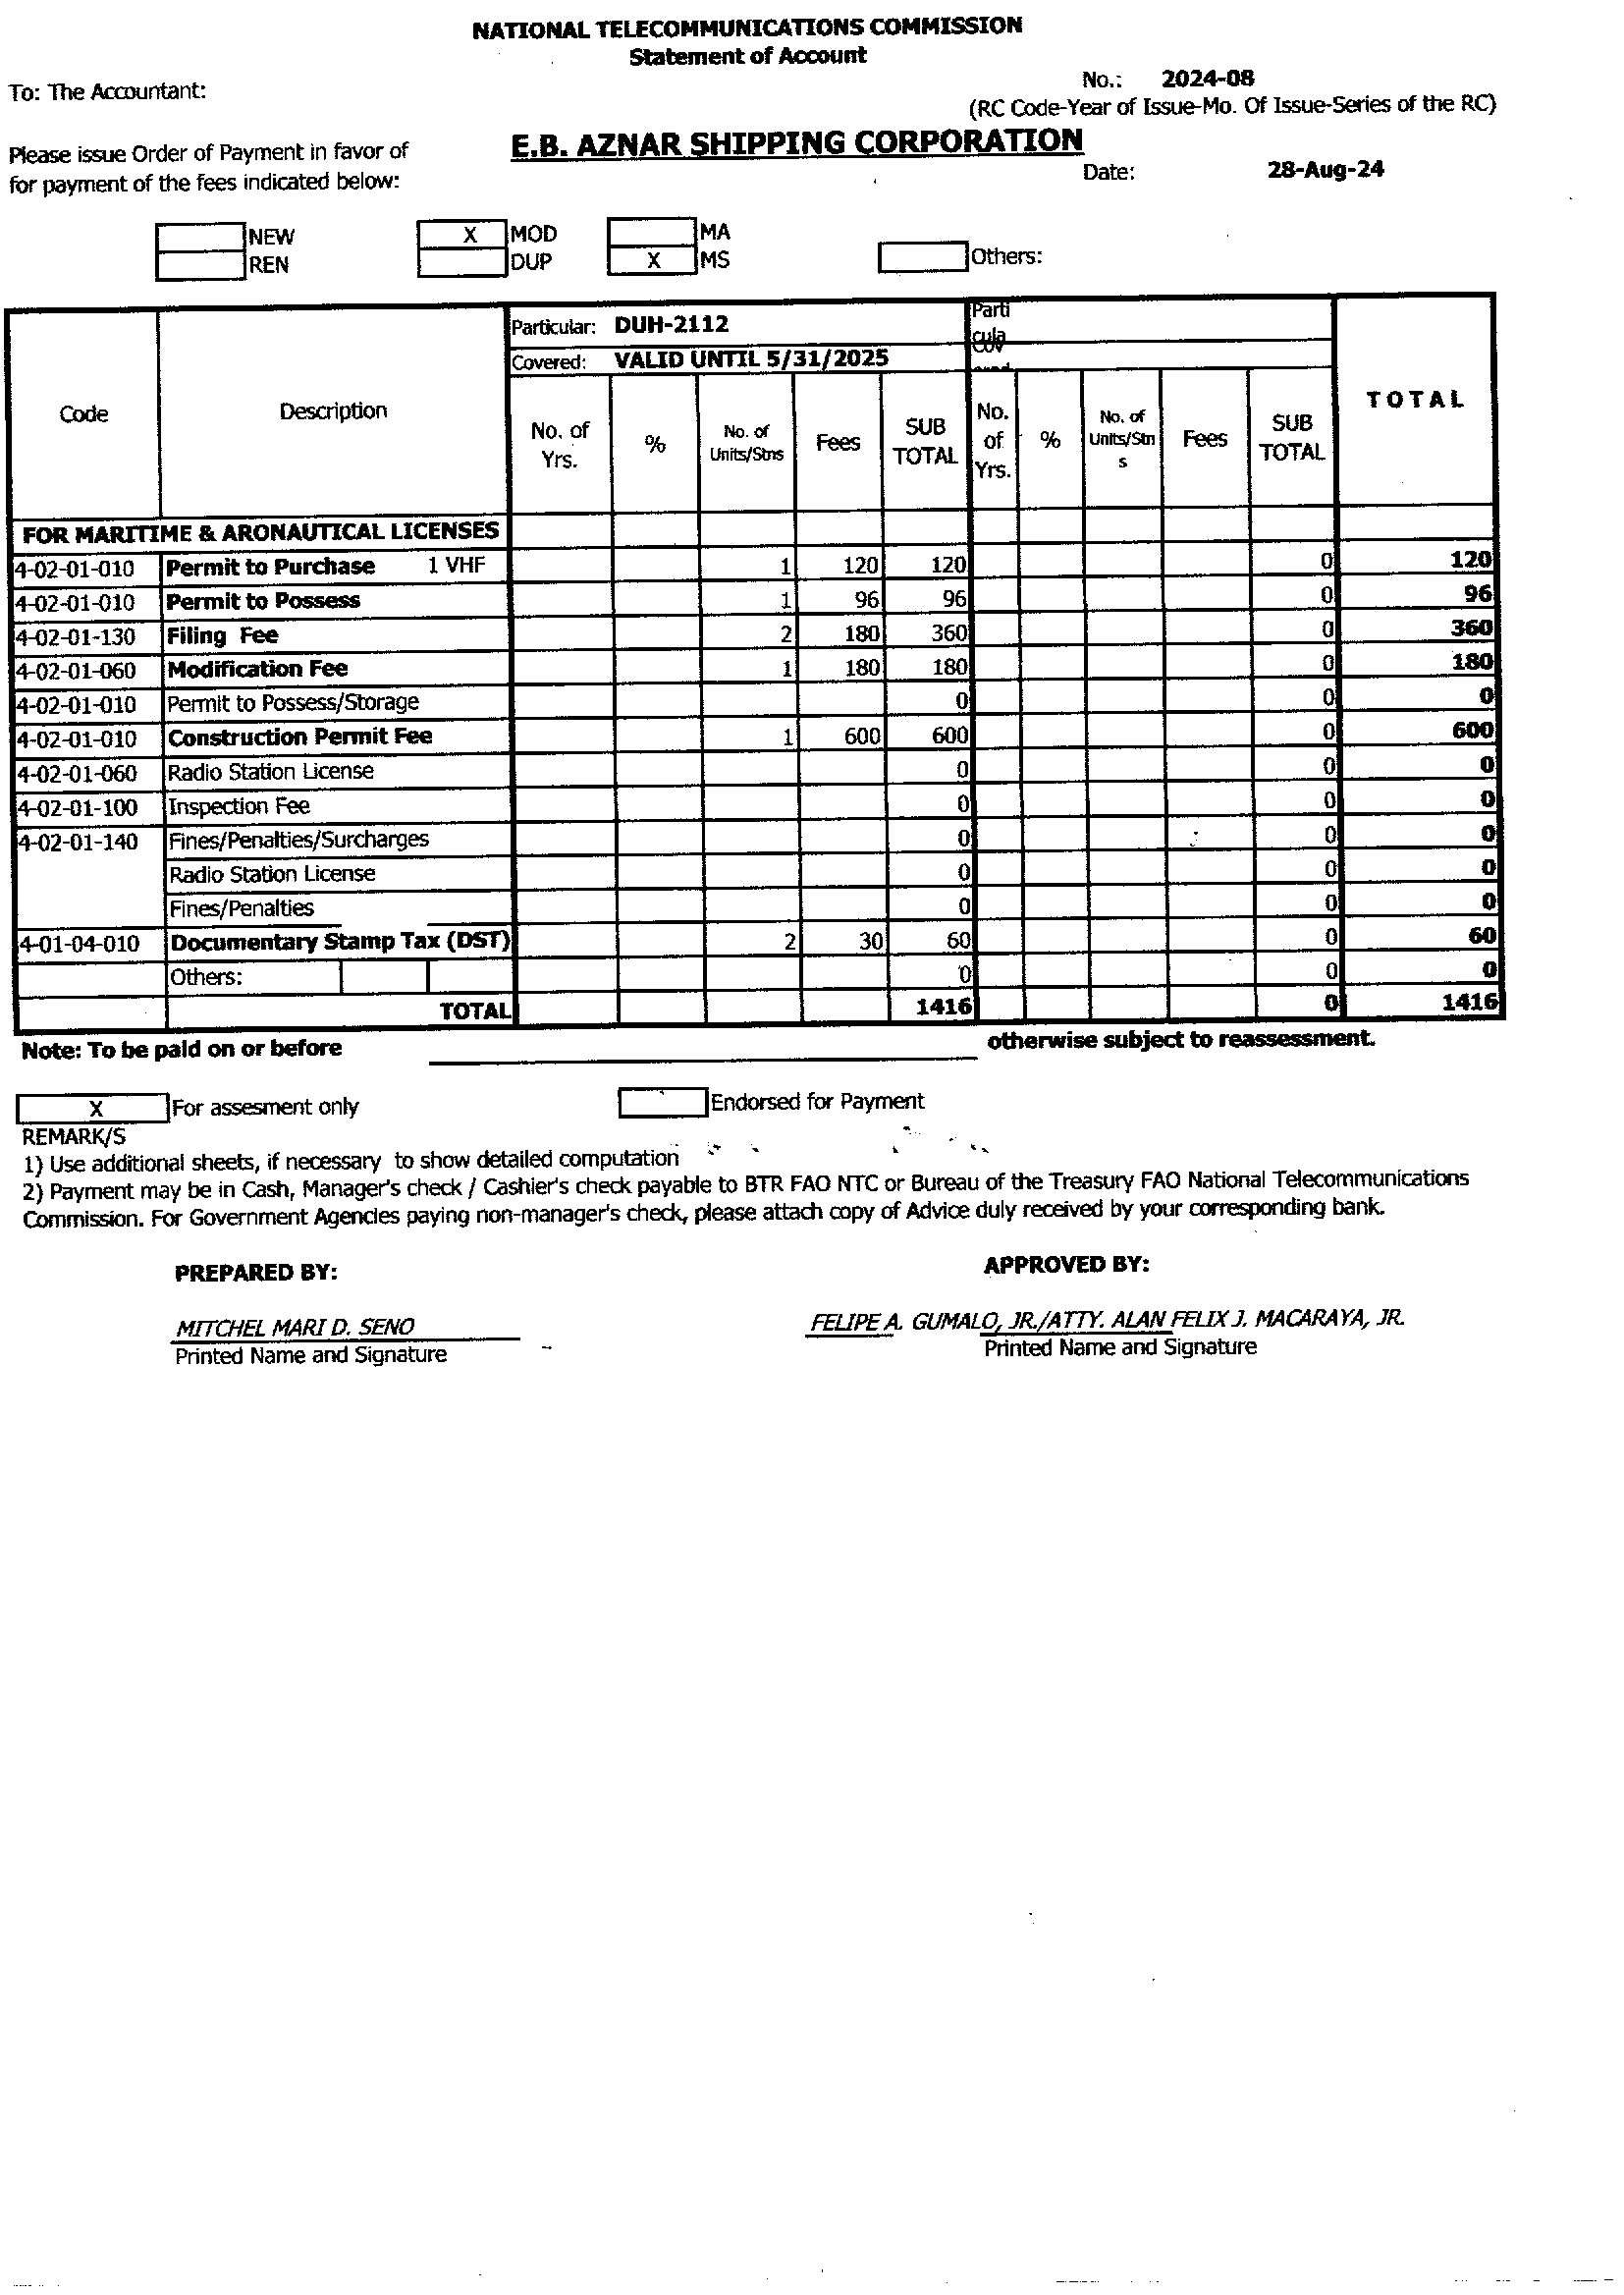 NATIONAL TELECOMMUNICATIONS COMMISSION
Statement of Account
To: The Accountant:
No.: 2024-08
(RC Code-Year of Issue-Mo. Of Issue-Series of the RC)
Please issue Order of Payment in favor of E.B. AZNAR SHIPPING CORPORATION
for payment of the fees indicated below:
Date: 28-Aug-24
NEW X MOD MA
REN DUP X MS Others:
Particular: DUH-2112 Parti
cula
Covered: VALID UNTIL 5/31/2025 Cov
Code Description No. of Yrs. % No. of Units/Stns Fees SUB TOTAL No. of Yrs. % No. of Units/Stn s Fees SUB TOTAL TOTAL
FOR MARITIME & ARONAUTICAL LICENSES
4-02-01-010 Permit to Purchase 1 VHF 1 120 120 0 120
4-02-01-010 Permit to Possess 1 96 96 0 96
4-02-01-130 Filing Fee 2 180 360 0 360
4-02-01-060 Modification Fee 1 180 180 0 180
4-02-01-010 Permit to Possess/Storage 0 0 0
4-02-01-010 Construction Permit Fee 1 600 600 0 600
4-02-01-060 Radio Station License 0 0 0
4-02-01-100 Inspection Fee 0 0 0
4-02-01-140 Fines/Penalties/Surcharges 0 0 0
Radio Station License 0 0 0
Fines/Penalties 0 0 0
4-01-04-010 Documentary Stamp Tax (DST) 2 30 60 0 60
Others: 0 0 0
TOTAL 1416 0 1416
Note: To be paid on or before otherwise subject to reassessment.
X For assesment only Endorsed for Payment
REMARK/S
1) Use additional sheets, if necessary to show detailed computation
2) Payment may be in Cash, Manager's check / Cashier's check payable to BTR FAO NTC or Bureau of the Treasury FAO National Telecommunications
Commission. For Government Agencies paying non-manager's check, please attach copy of Advice duly received by your corresponding bank.
PREPARED BY: APPROVED BY:
MITCHEL MARI D. SENO FELIPE A. GUMALO, JR./ATTY. ALAN FELIX J. MACARAYA, JR.
Printed Name and Signature Printed Name and Signature